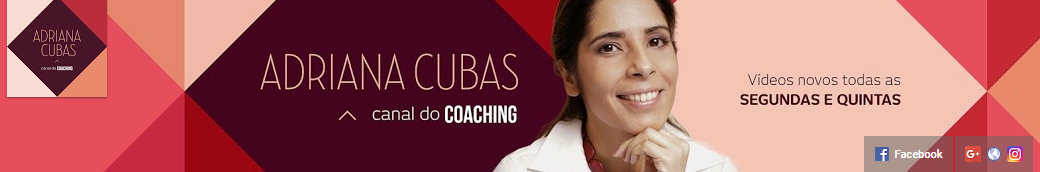 ADRIANA
CUBAS
canal do COACHING
ADRIANA CUBAS
canal do COACHING
Vídeos novos todas as
SEGUNDAS E QUINTAS
Facebook